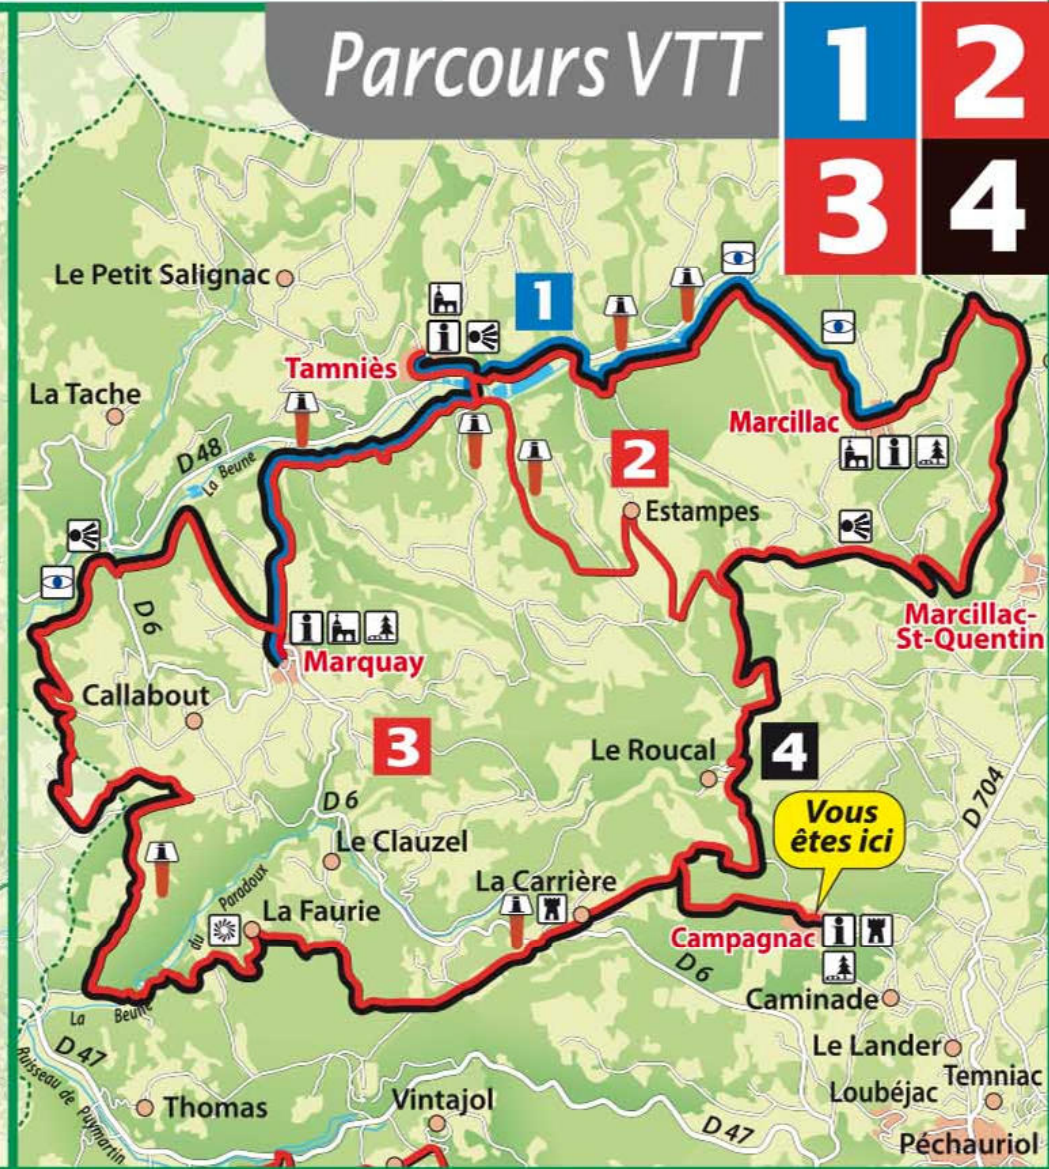 Parcours VTT
1 2
3 4
Le Petit Salignac
1
Tamniès
La Tache
D 48
La Beune
Marcillac
2
Estampes
D 6
Marcillac-
St-Quentin
Marquay
Callabout
3
Le Roucal
4
D 704
Vous
êtes ici
D 6
Le Clauzel
La Carrière
du Paradoux
La Faurie
Campagnac
D 6
Caminade
La Beune
D 47
Le Lander
Temniac
Loubéjac
Ruisseau de Puymartin
Thomas
Vintajol
D 47
Péchauriol